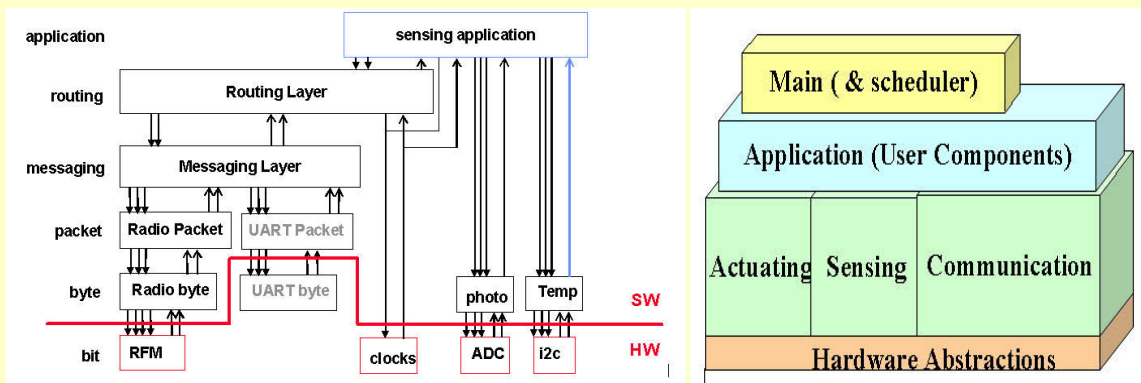 application
sensing application
routing
Routing Layer
messaging
Messaging Layer
packet
Radio Packet
UART Packet
byte
Radio byte
UART byte
photo
Temp
SW
bit
RFM
clocks
ADC
i2c
HW
Main ( & scheduler)
Application (User Components)
Actuating
Sensing
Communication
Hardware Abstractions